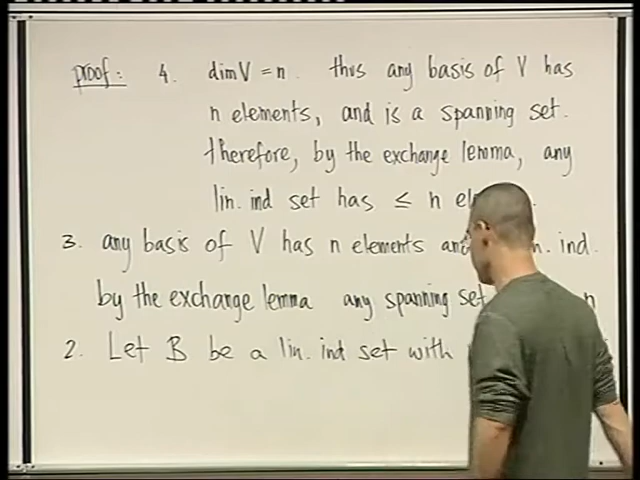 proof: 4. dim V = n. thus any basis of V has
n elements, and is a spanning set.
therefore, by the exchange lemma, any
lin. ind set has ≤ n
3. any basis of V has n elements ind.
by the exchange lemma any spanning set n
2. Let B be a lin. ind set with